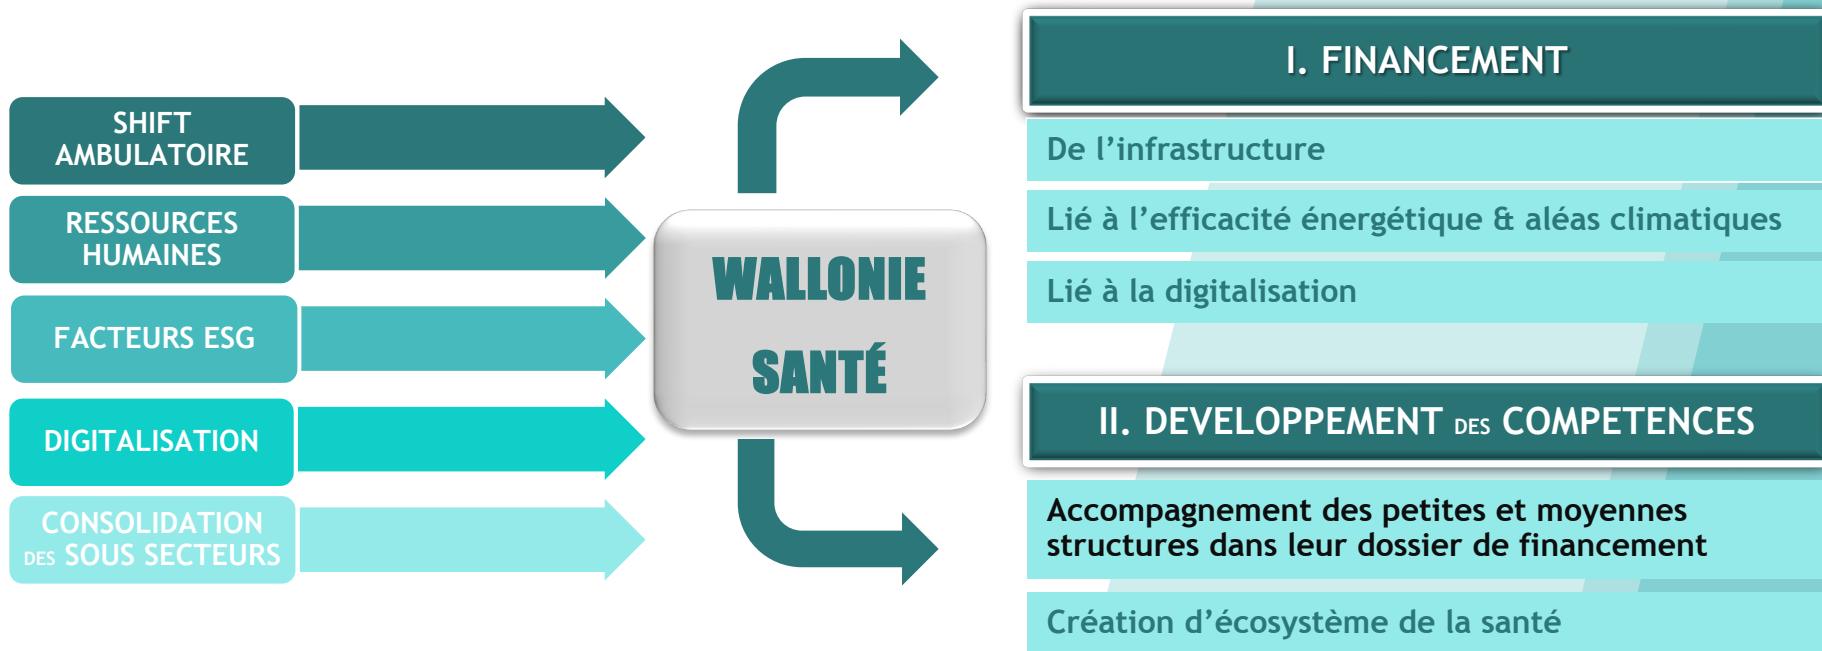 SHIFT
AMBULATOIRE
RESSOURCES
HUMAINES
FACTEURS ESG
DIGITALISATION
CONSOLIDATION
DES SOUS SECTEURS
WALLONIE
SANTÉ
I. FINANCEMENT
De l’infrastructure
Lié à l’efficacité énergétique & aléas climatiques
Lié à la digitalisation
II. DEVELOPPEMENT DES COMPETENCES
Accompagnement des petites et moyennes
structures dans leur dossier de financement
Création d’écosystème de la santé